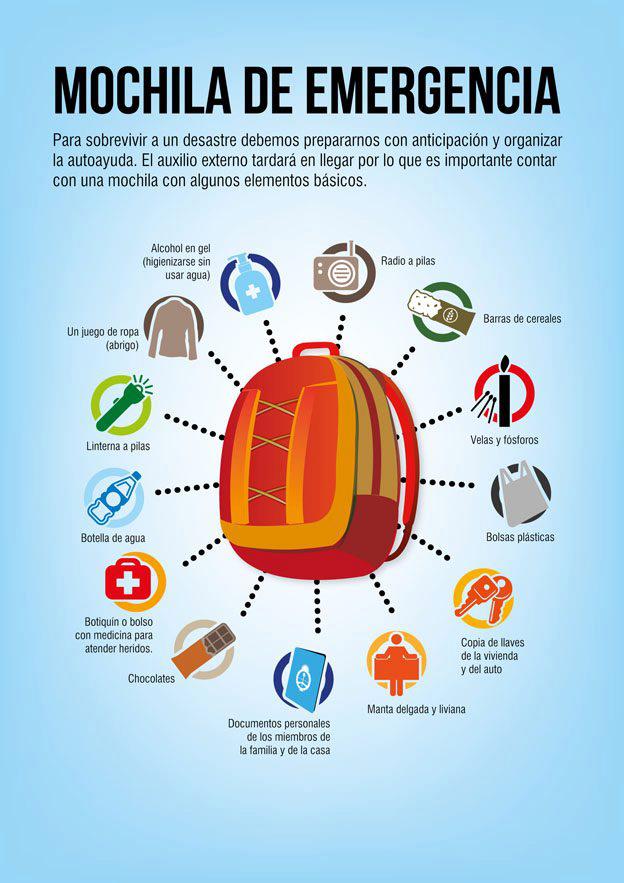 MOCHILA DE EMERGENCIA
Para sobrevivir a un desastre debemos prepararnos con anticipación y organizar
la autoayuda. El auxilio externo tardará en llegar por lo que es importante contar
con una mochila con algunos elementos básicos.
Alcohol en gel
(higienizarse sin
usar agua)
Radio a pilas
Barras de cereales
Un juego de ropa
(abrigo)
Velas y fósforos
Linterna a pilas
Bolsas plásticas
Botella de agua
Botiquín o bolso
con medicina para
atender heridos.
Copia de llaves
de la vivienda
y del auto
Chocolates
Manta delgada y liviana
Documentos personales
de los miembros de
la familia y de la casa